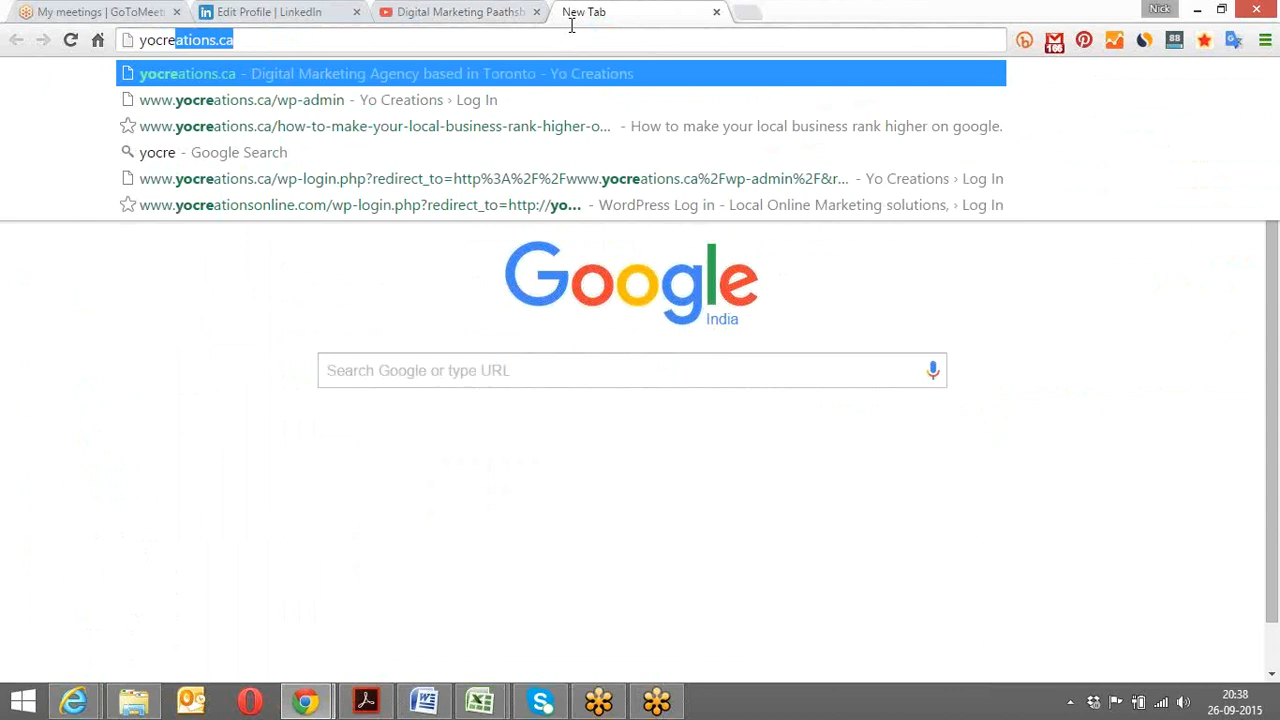 My meetings | GoToMeeti
Edit Profile | LinkedIn
Digital Marketing Paathsh
New Tab
Nick
yocreations.ca
166
88
yocreations.ca - Digital Marketing Agency based in Toronto - Yo Creations
www.yocreations.ca/wp-admin - Yo Creations › Log In
www.yocreations.ca/how-to-make-your-local-business-rank-higher-o... - How to make your local business rank higher on google.
yocre - Google Search
www.yocreations.ca/wp-login.php?redirect_to=http%3A%2F%2Fwww.yocreations.ca%2Fwp-admin%2F&r... - Yo Creations › Log In
www.yocreationsonline.com/wp-login.php?redirect_to=http://yo... - WordPress Log in - Local Online Marketing solutions, › Log In
Google
India
Search Google or type URL
20:38
26-09-2015